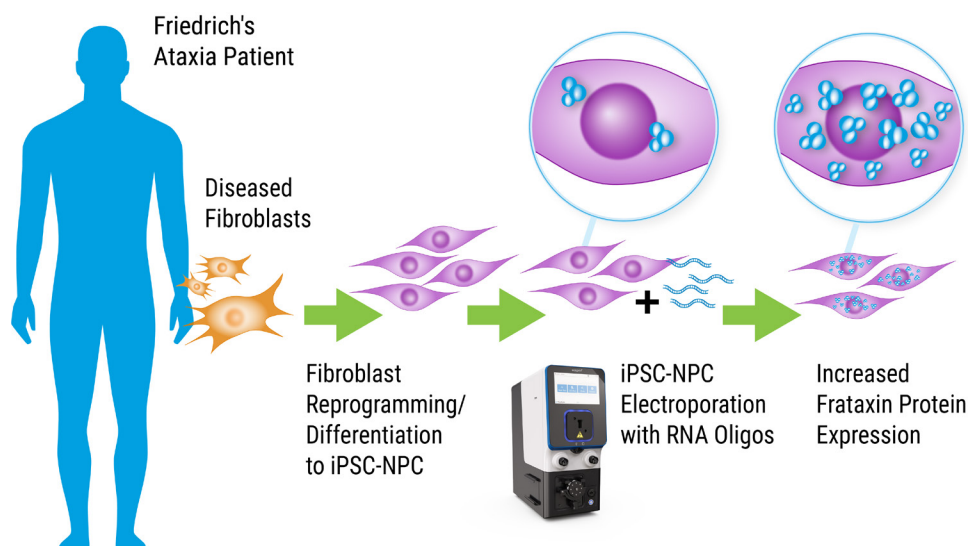 Friedrich's
Ataxia Patient
Diseased
Fibroblasts
+
Fibroblast
Reprogramming/
Differentiation
to iPSC-NPC
iPSC-NPC
Electroporation
with RNA Oligos
Increased
Frataxin Protein
Expression